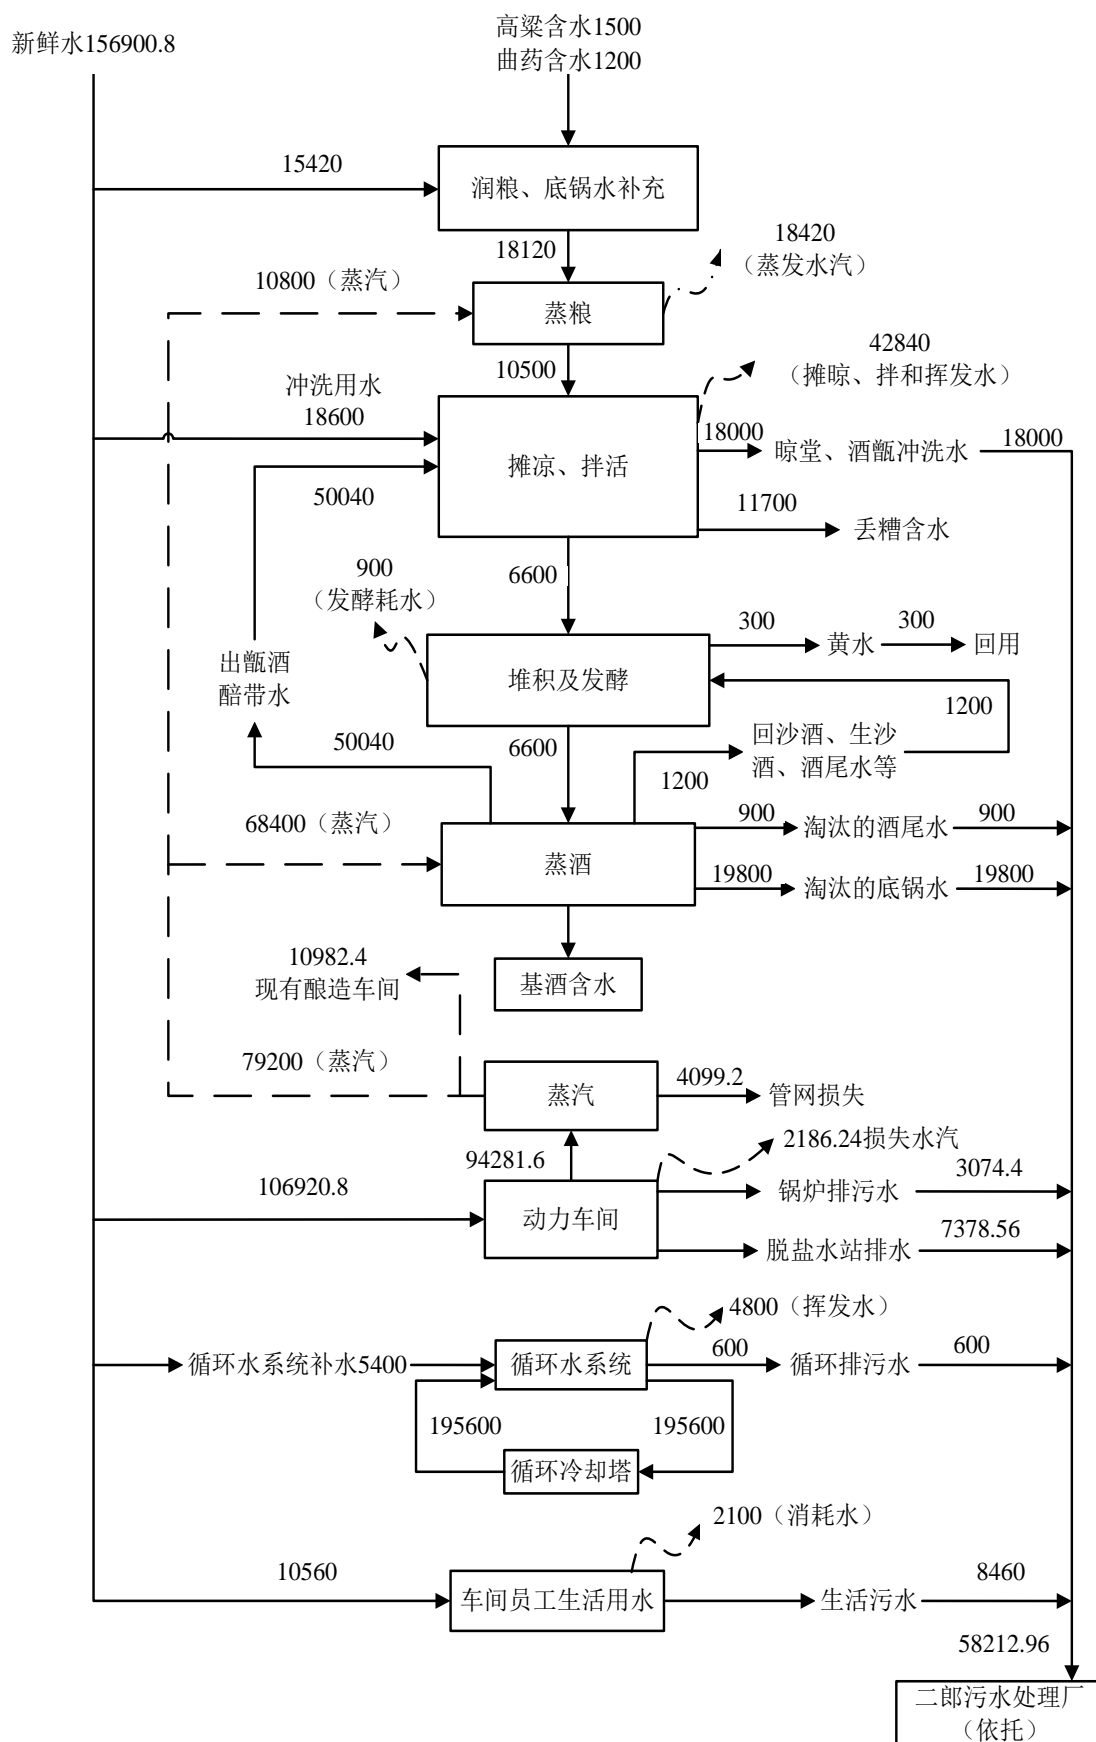 新鲜水156900.8
高粱含水1500
曲药含水1200
15420
润粮、底锅水补充
18120
18420
（蒸发水汽）
10800（蒸汽）
蒸粮
10500
42840
（摊晾、拌和挥发水）
冲洗用水
18600
摊凉、拌活
18000
晾堂、酒甑冲洗水
18000
50040
11700
丢糟含水
6600
900
（发酵耗水）
300
黄水
300
回用
出甑酒
醅带水
堆积及发酵
1200
50040
6600
回沙酒、生沙
酒、酒尾水等
1200
68400（蒸汽）
蒸酒
900
淘汰的酒尾水
900
19800
淘汰的底锅水
19800
10982.4
现有酿造车间
基酒含水
79200（蒸汽）
蒸汽
4099.2
管网损失
94281.6
2186.24损失水汽
106920.8
动力车间
锅炉排污水
3074.4
脱盐水站排水
7378.56
4800（挥发水）
循环水系统补水5400
循环水系统
600
循环排污水
600
195600
195600
循环冷却塔
2100（消耗水）
10560
车间员工生活用水
生活污水
8460
58212.96
二郎污水处理厂
（依托）